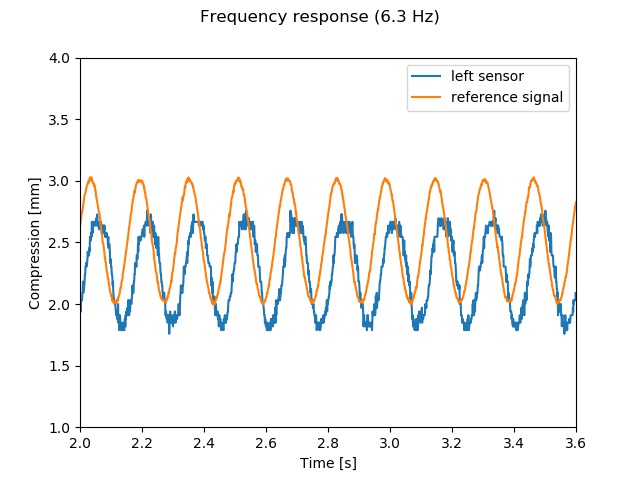 Frequency response (6.3 Hz)
left sensor
reference signal
4.0
3.5
3.0
2.5
2.0
1.5
1.0
Compression [mm]
2.0 2.2 2.4 2.6 2.8 3.0 3.2 3.4 3.6
Time [s]